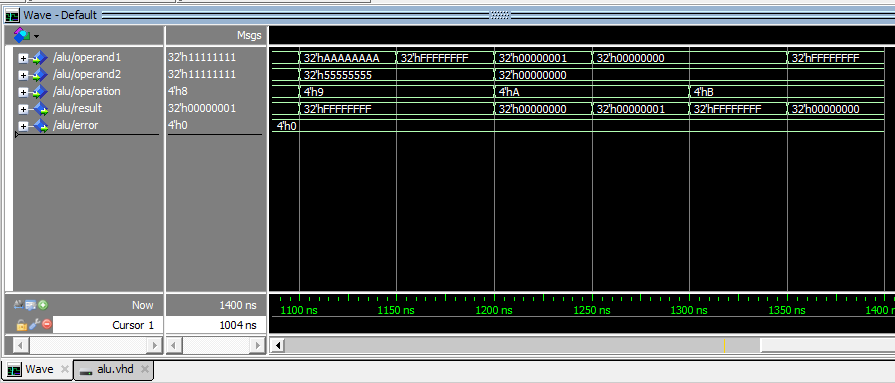 Wave - Default
Msgs
/alu/operand1 32'h11111111 32'hAAAAAAAA 32'hFFFFFFFF 32'h00000001 32'h00000000 32'hFFFFFFFF
/alu/operand2 32'h11111111 32'h55555555 32'h00000000
/alu/operation 4'h8 4'h9 4'hA 4'hB
/alu/result 32'h00000001 32'hFFFFFFFF 32'h00000000 32'h00000001 32'hFFFFFFFF 32'h00000000
/alu/error 4'h0 4'h0
Now 1400 ns 1100 ns 1150 ns 1200 ns 1250 ns 1300 ns 1350 ns 1400
Cursor 1 1004 ns
Wave alu.vhd